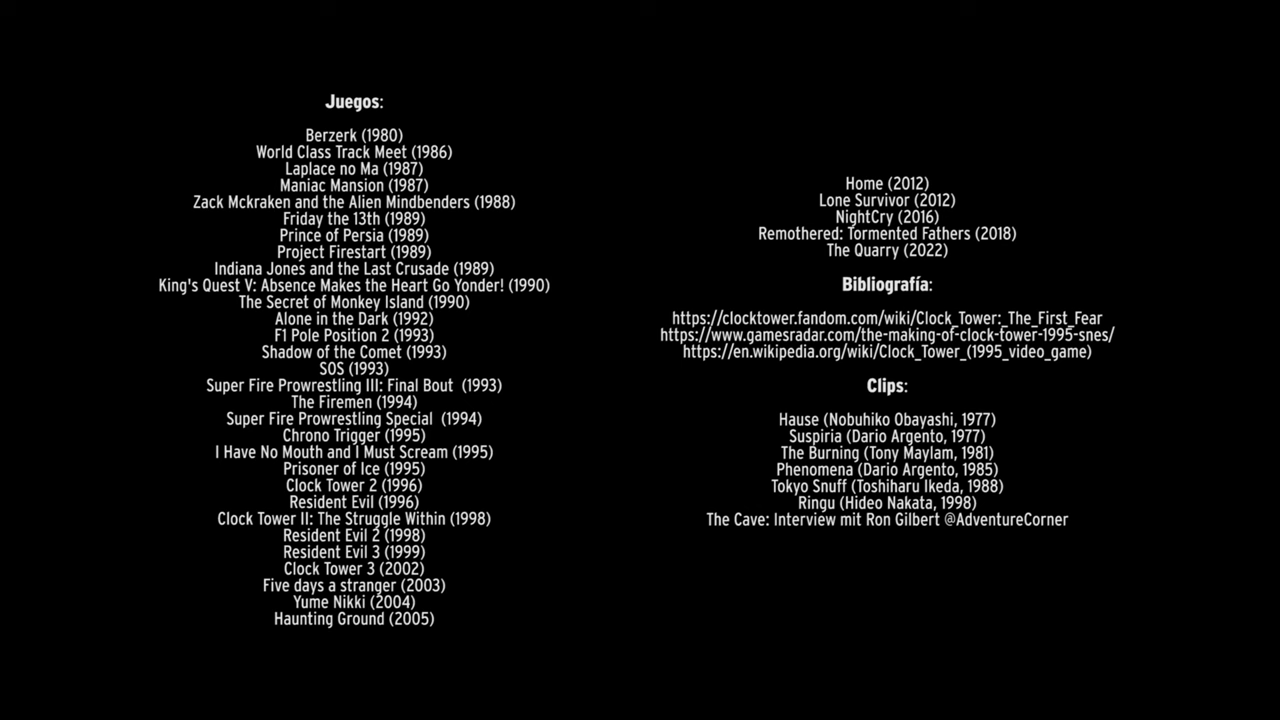 Juegos:
Berzerk (1980)
World Class Track Meet (1986)
Laplace no Ma (1987)
Maniac Mansion (1987)
Zack Mckraken and the Alien Mindbenders (1988)
Friday the 13th (1989)
Prince of Persia (1989)
Project Firestart (1989)
Indiana Jones and the Last Crusade (1989)
King's Quest V: Absence Makes the Heart Go Yonder! (1990)
The Secret of Monkey Island (1990)
Alone in the Dark (1992)
F1 Pole Position 2 (1993)
Shadow of the Comet (1993)
SOS (1993)
Super Fire Prowrestling III: Final Bout (1993)
The Firemen (1994)
Super Fire Prowrestling Special (1994)
Chrono Trigger (1995)
I Have No Mouth and I Must Scream (1995)
Prisoner of Ice (1995)
Clock Tower 2 (1996)
Resident Evil (1996)
Clock Tower II: The Struggle Within (1998)
Resident Evil 2 (1998)
Resident Evil 3 (1999)
Clock Tower 3 (2002)
Five days a stranger (2003)
Yume Nikki (2004)
Haunting Ground (2005)
Home (2012)
Lone Survivor (2012)
NightCry (2016)
Remothered: Tormented Fathers (2018)
The Quarry (2022)
Bibliografía:
https://clocktower.fandom.com/wiki/Clock_Tower:_The_First_Fear
https://www.gamesradar.com/the-making-of-clock-tower-1995-snes/
https://en.wikipedia.org/wiki/Clock_Tower_(1995_video_game)
Clips:
Hause (Nobuhiko Obayashi, 1977)
Suspiria (Dario Argento, 1977)
The Burning (Tony Maylam, 1981)
Phenomena (Dario Argento, 1985)
Tokyo Snuff (Toshiharu Ikeda, 1988)
Ringu (Hideo Nakata, 1998)
The Cave: Interview mit Ron Gilbert @AdventureCorner